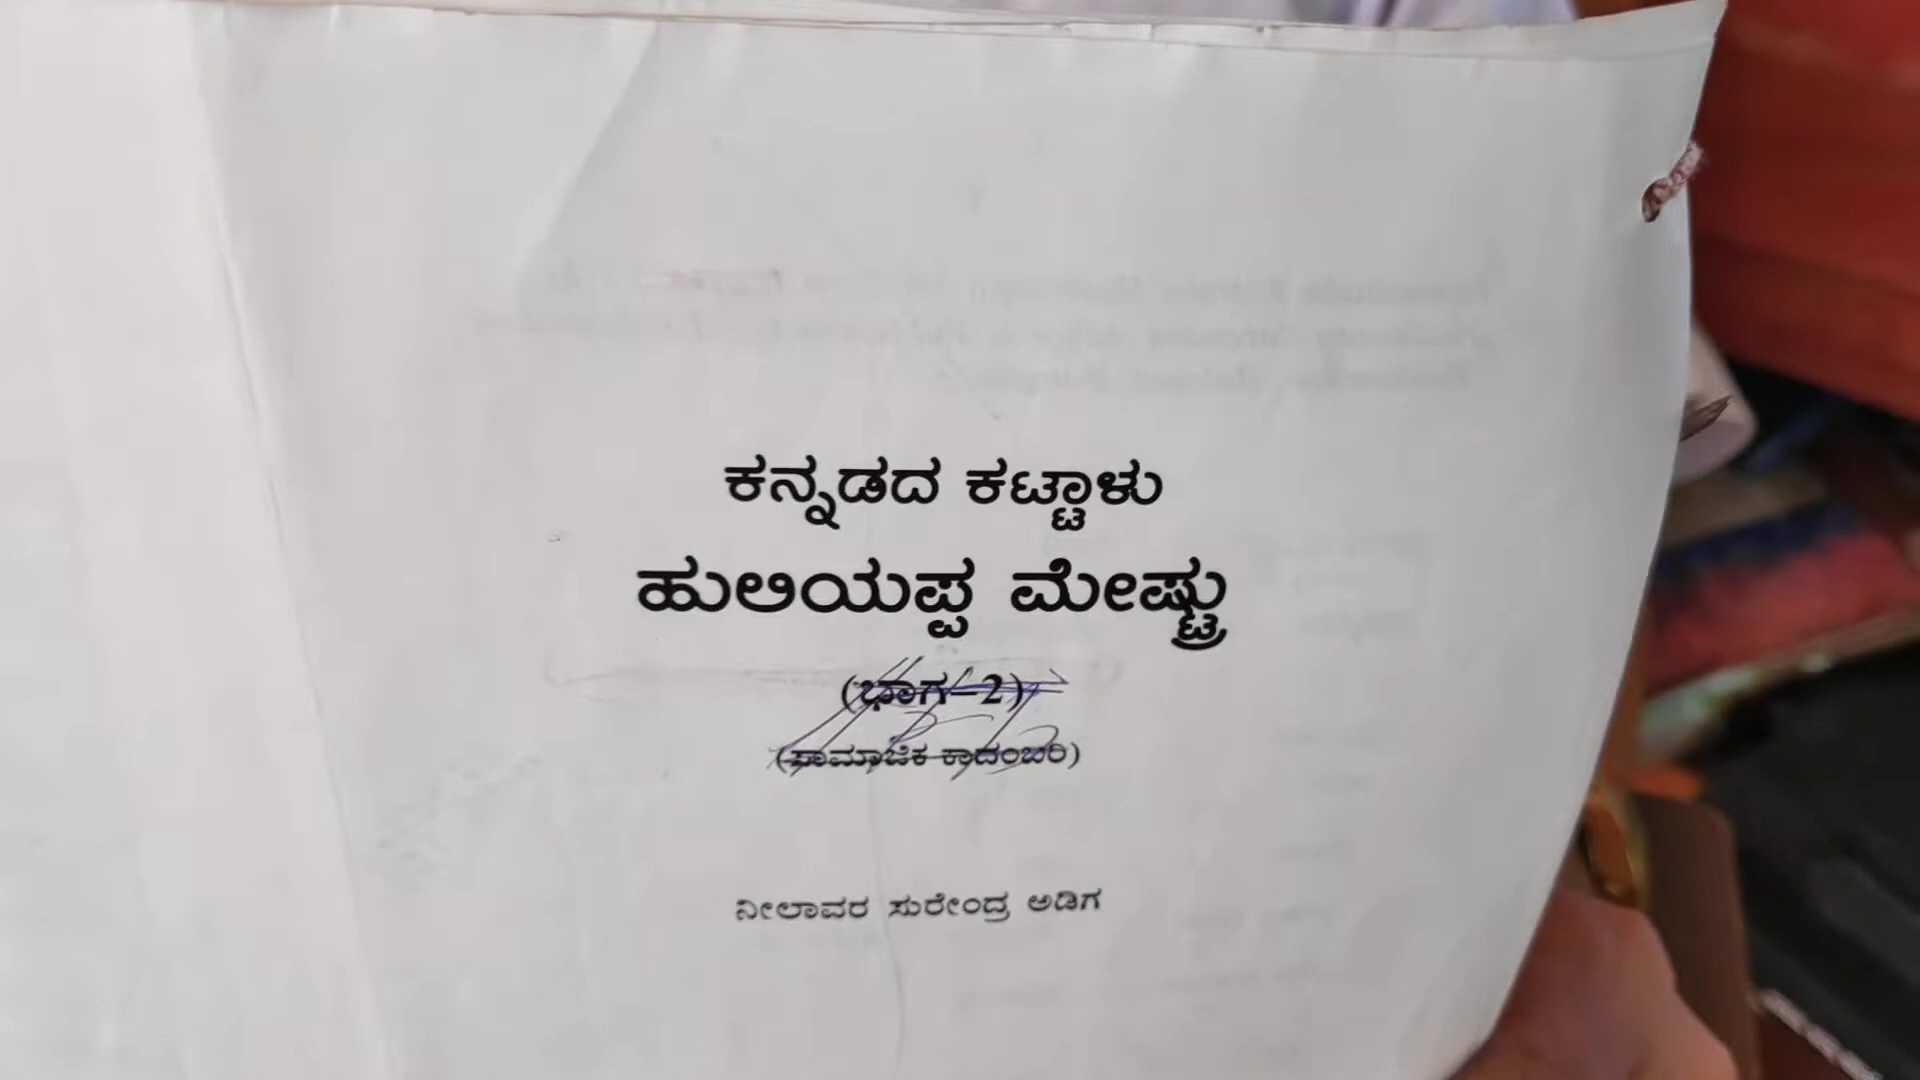 ಕನ್ನಡದ ಕಟ್ಟಾಳು
ಹುಲಿಯಪ್ಪ ಮೇಷ್ಟ್ರು
(ಭಾಗ–2)
(ಸಾಮಾಜಿಕ ಕಾದಂಬರಿ)
ನೀಲಾವರ ಸುರೇಂದ್ರ ಅಡಿಗ